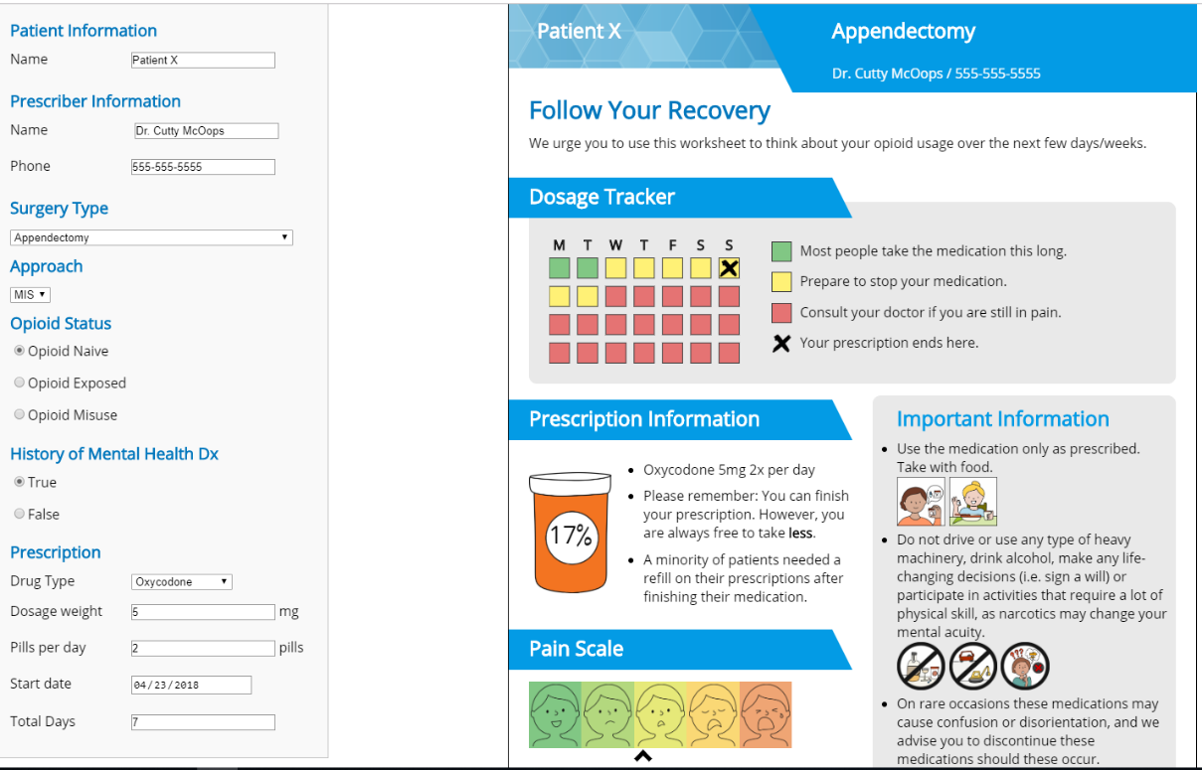 Patient Information
Name
Patient X
Prescriber Information
Name
Dr. Cutty McOops
Phone
555-555-5555
Surgery Type
Appendectomy
Approach
MIS
Opioid Status
Opioid Naive
Opioid Exposed
Opioid Misuse
History of Mental Health Dx
True
False
Prescription
Drug Type
Oxycodone
Dosage weight
5
mg
Pills per day
2
pills
Start date
04/23/2018
Total Days
7
Patient X
Appendectomy
Dr. Cutty McOops / 555-555-5555
Follow Your Recovery
We urge you to use this worksheet to think about your opioid usage over the next few days/weeks.
Dosage Tracker
M T W T F S S
Most people take the medication this long.
Prepare to stop your medication.
Consult your doctor if you are still in pain.
Your prescription ends here.
Prescription Information
17%
Oxycodone 5mg 2x per day
Please remember: You can finish
your prescription. However, you
are always free to take less.
A minority of patients needed a
refill on their prescriptions after
finishing their medication.
Pain Scale
Important Information
Use the medication only as prescribed.
Take with food.
Do not drive or use any type of heavy
machinery, drink alcohol, make any life-
changing decisions (i.e. sign a will) or
participate in activities that require a lot of
physical skill, as narcotics may change your
mental acuity.
On rare occasions these medications may
cause confusion or disorientation, and we
advise you to discontinue these
medications should these occur.